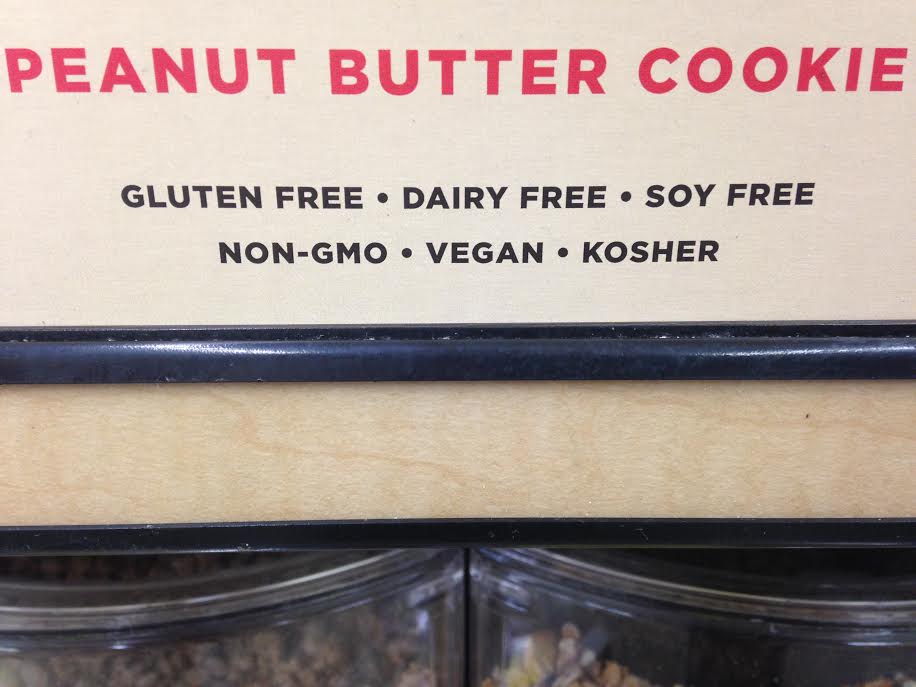 PEANUT BUTTER COOKIE
GLUTEN FREE • DAIRY FREE • SOY FREE
NON-GMO • VEGAN • KOSHER